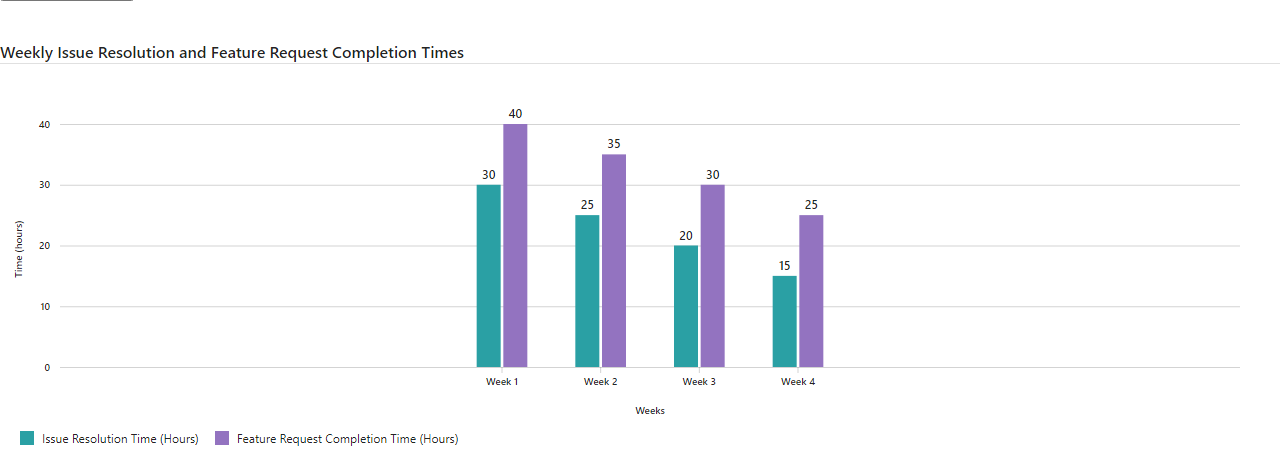 Weekly Issue Resolution and Feature Request Completion Times
40
35
30
30
25
25
20
15
40
30
20
10
0
Time (hours)
Week 1 Week 2 Week 3 Week 4
Weeks
Issue Resolution Time (Hours) Feature Request Completion Time (Hours)